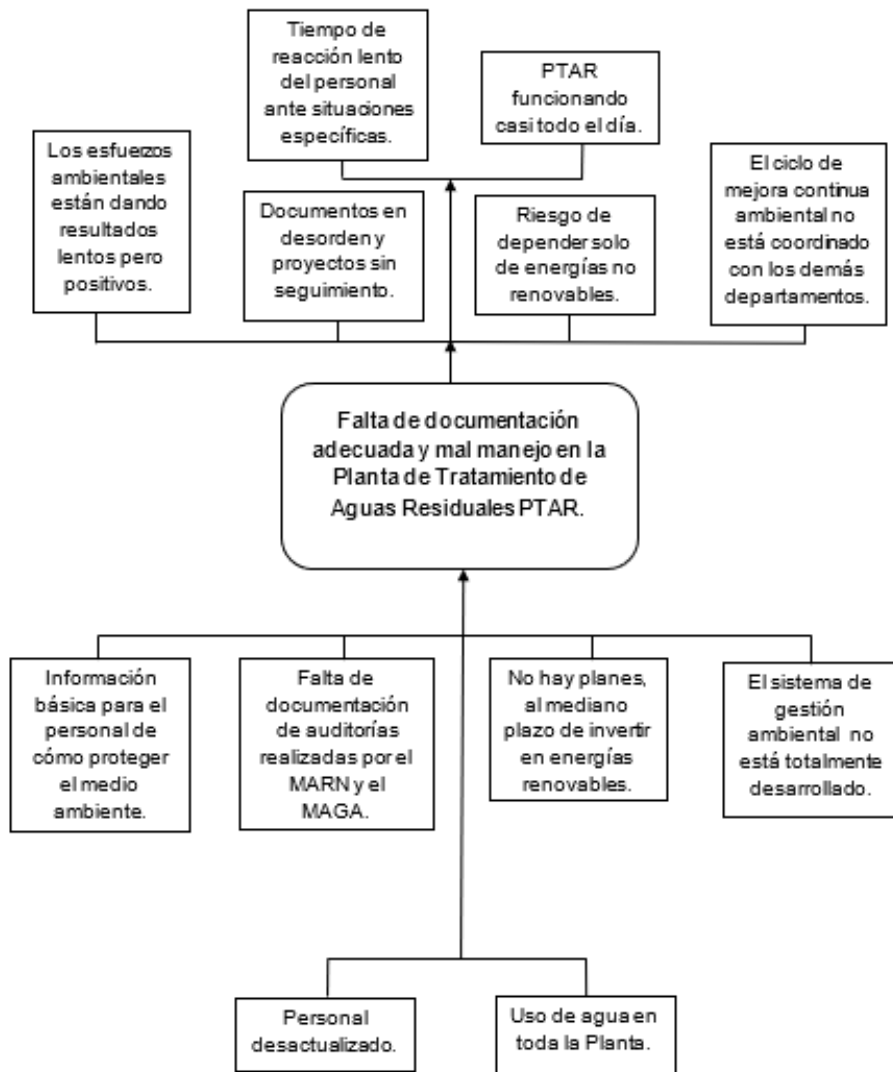 Tiempo de
reacción lento
del personal
ante situaciones
específicas.
PTAR
funcionando
casi todo el día.
Los esfuerzos
ambientales
están dando
resultados
lentos pero
positivos.
Documentos en
desorden y
proyectos sin
seguimiento.
Riesgo de
depender solo
de energías no
renovables.
El ciclo de
mejora continua
ambiental no
está coordinado
con los demás
departamentos.
Falta de documentación
adecuada y mal manejo en la
Planta de Tratamiento de
Aguas Residuales PTAR.
Información
básica para el
personal de
cómo proteger
el medio
ambiente.
Falta de
documentación
de auditorías
realizadas por el
MARN y el
MAGA.
No hay planes,
al mediano
plazo de invertir
en energías
renovables.
El sistema de
gestión
ambiental no
está totalmente
desarrollado.
Personal
desactualizado.
Uso de agua en
toda la Planta.